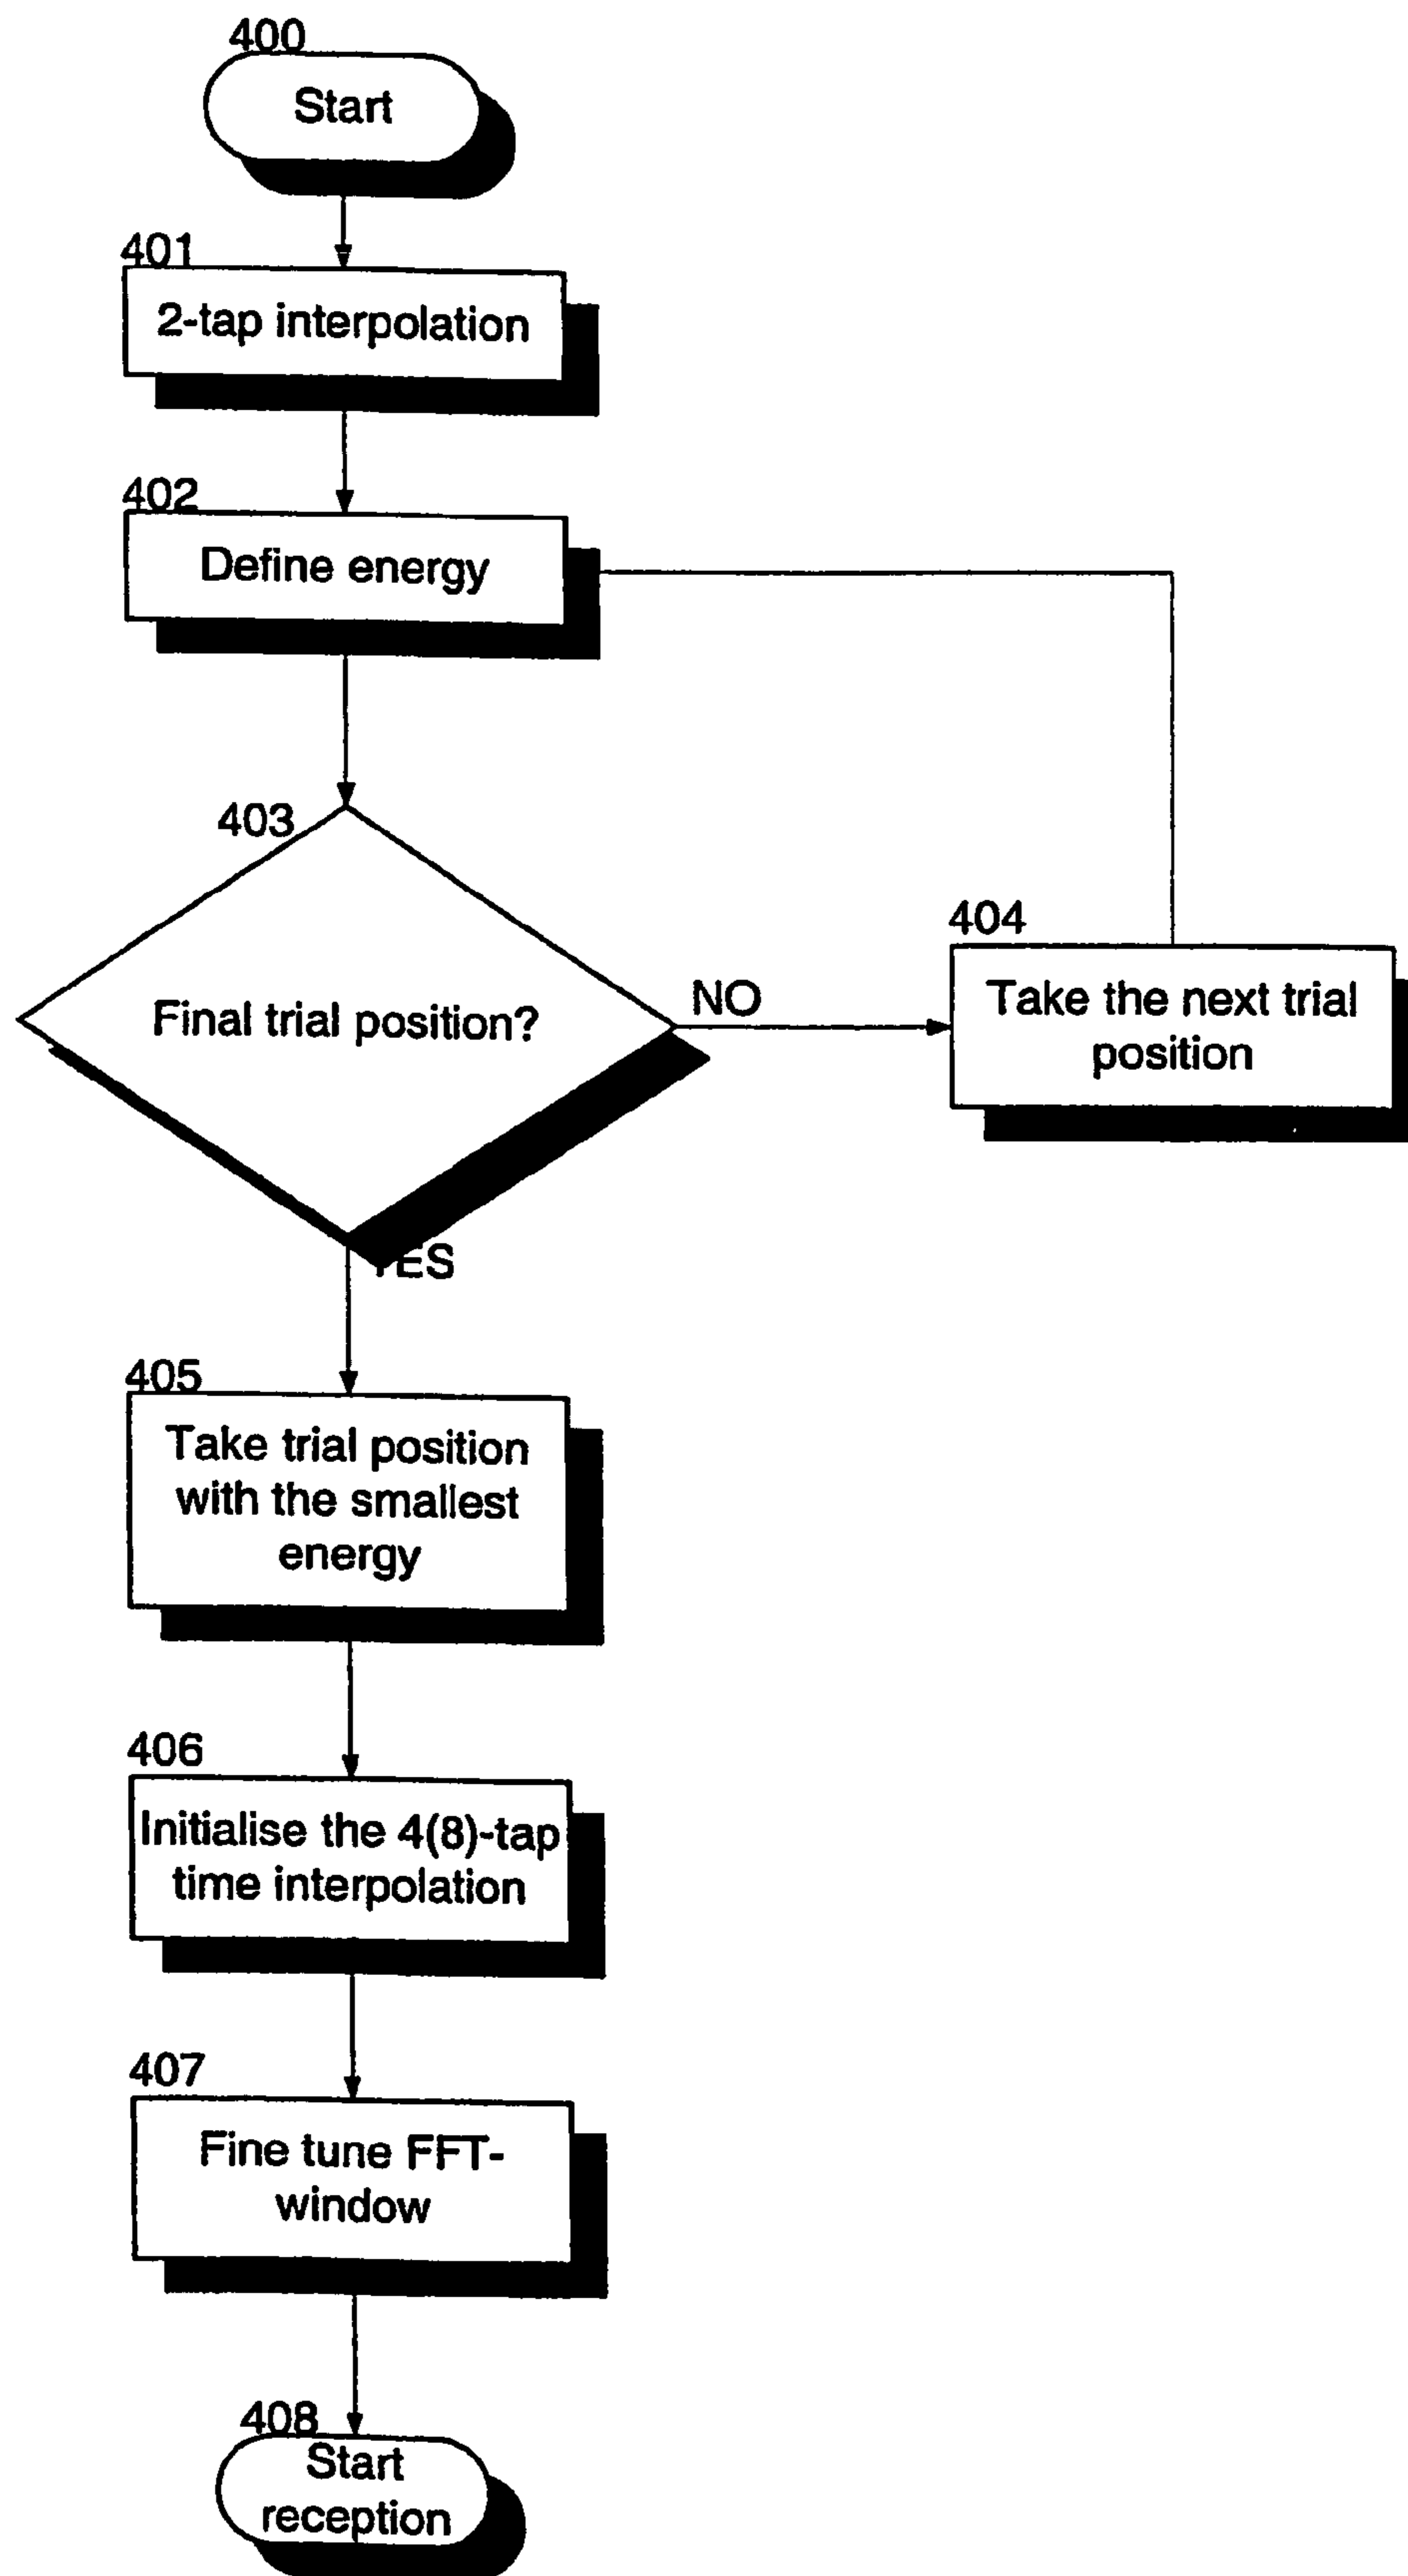 400
Start
401
2-tap interpolation
402
Define energy
403
Final trial position?
NO
404
Take the next trial
position
YES
405
Take trial position
with the smallest
energy
406
Initialise the 4(8)-tap
time interpolation
407
Fine tune FFT-
window
408
Start
reception